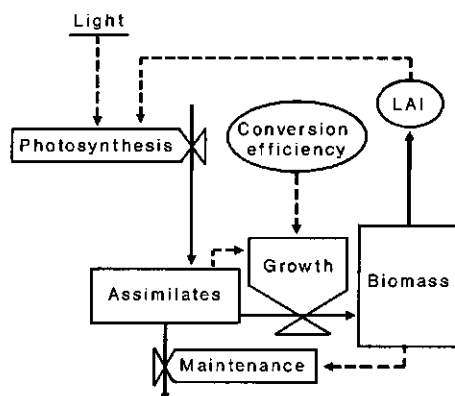 Light
LAI
Photosynthesis
Conversion
efficiency
Growth
Biomass
Assimilates
Maintenance